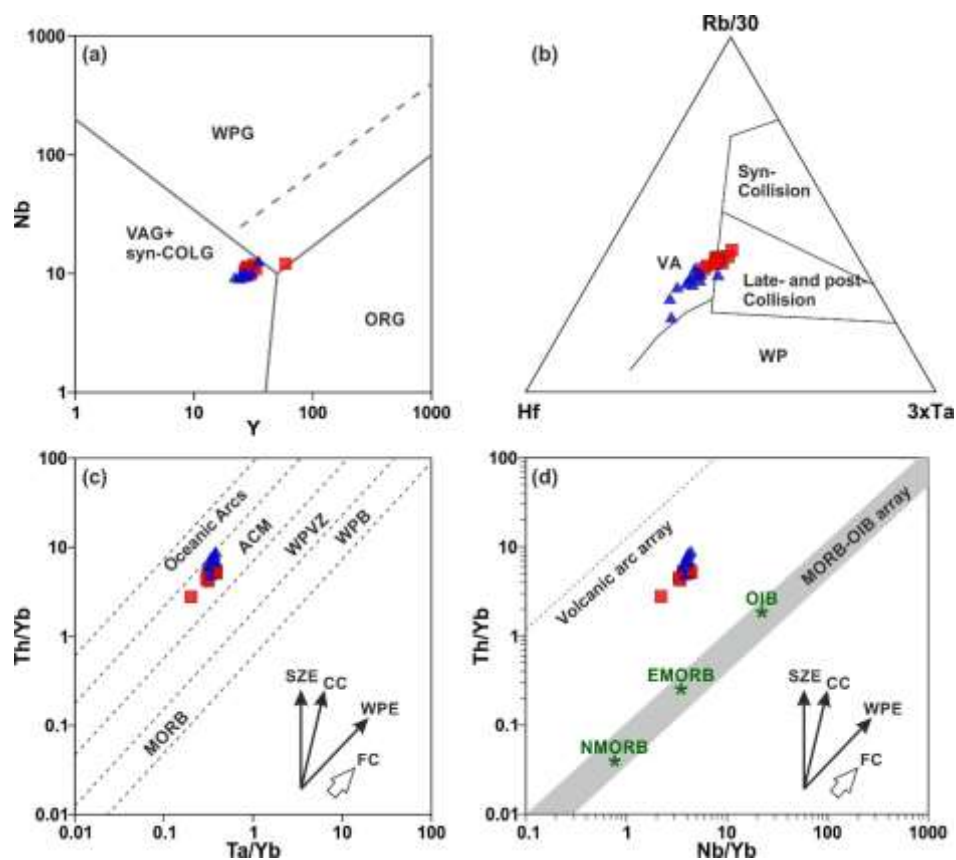 (a)
1000
100
10
1
Nb
WPG
VAG+
syn-COLG
ORG
1
10
100
1000
Y
Rb/30
(b)
Syn-
Collision
VA
Late- and post-
Collision
WP
Hf
3xTa
(c)
100
10
1
0.1
0.01
Th/Yb
Oceanic Arcs
ACM
WPVZ
WPB
MORB
SZE
CC
WPE
FC
0.01
0.1
1
10
100
Ta/Yb
(d)
100
10
1
0.1
0.01
Th/Yb
Volcanic arc array
MORB-OIB array
OIB
EMORB
NMORB
SZE
CC
WPE
FC
0.1
1
10
100
1000
Nb/Yb